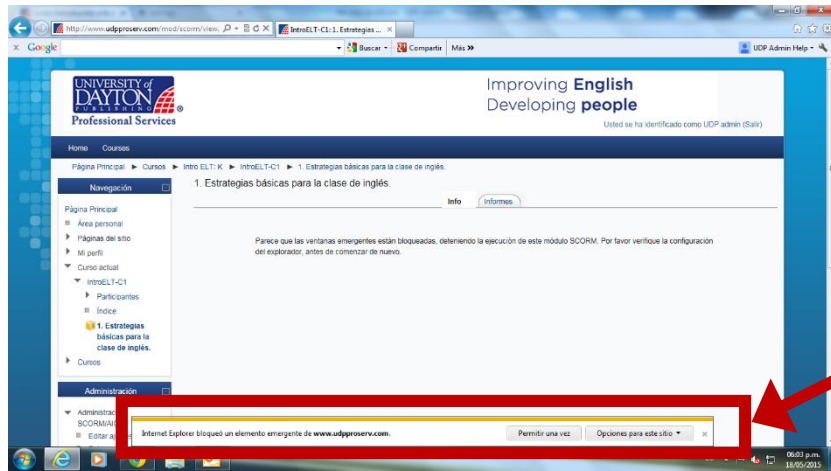 http://www.udpproserv.com/mod/scorm/view.
IntroELT-C1: 1. Estrategias ...
x Google
Buscar
Compartir
Más »
UDP Admin Help
UNIVERSITY of
DAYTON
PUBLISHING
Professional Services
Improving English
Developing people
Usted se ha identificado como UDP admin (Salir)
Home Courses
Página Principal ► Cursos ► Intro ELT: K ► IntroELT-C1 ► 1. Estrategias básicas para la clase de inglés.
Navegación
Página Principal
Área personal
Páginas del sitio
Mi perfil
Curso actual
IntroELT-C1
Participantes
Índice
1. Estrategias
básicas para la
clase de inglés.
Cursos
Administración
SCORM/AI
Editar
1. Estrategias básicas para la clase de inglés.
Info Informes
Parece que las ventanas emergentes están bloqueadas, deteniendo la ejecución de este módulo SCORM. Por favor verifique la configuración
del explorador, antes de comenzar de nuevo.
Internet Explorer bloqueó un elemento emergente de www.udpproserv.com.
Permitir una vez
Opciones para este sitio
06:03 p.m.
18/05/2015